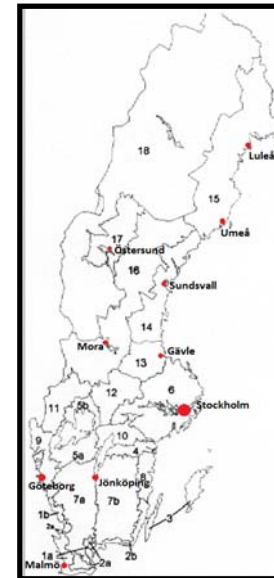 18
Luleå
15
Umeå
17
Östersund
16
Sundsvall
14
Mora
Gävle
13
12
6
11
5b
Stockholm
9
10
4
5a
Göteborg
Jönköping
8
7a
7b
1b
3
2a
1a
2b
Malmö
2a